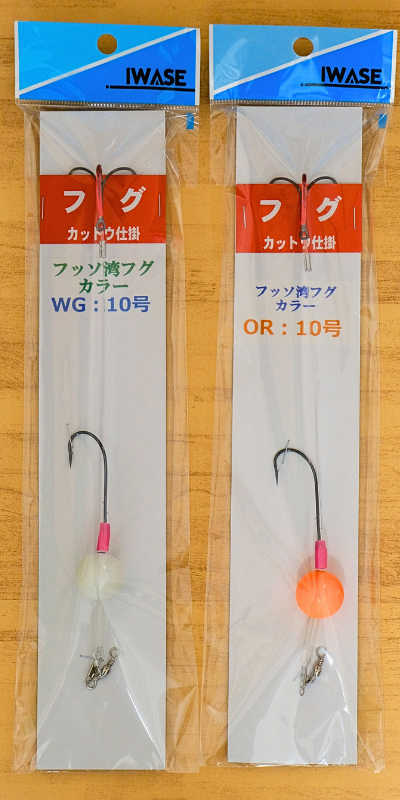 IWASE
フグ
カットウ仕掛
フッソ湾フグ
カラー
WG：10号
IWASE
フグ
カットウ仕掛
フッソ湾フグ
カラー
OR：10号